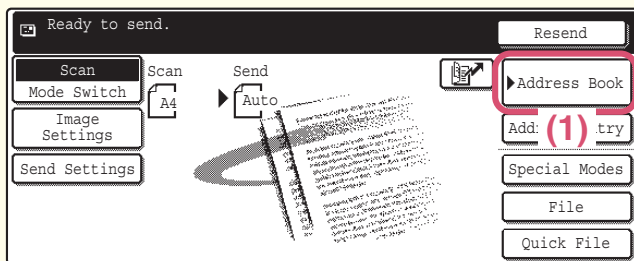 Ready to send.
Resend
Scan
Mode Switch
Scan
A4
Send
Auto
Address Book
Image
Settings
(1)
Send Settings
Special Modes
File
Quick File